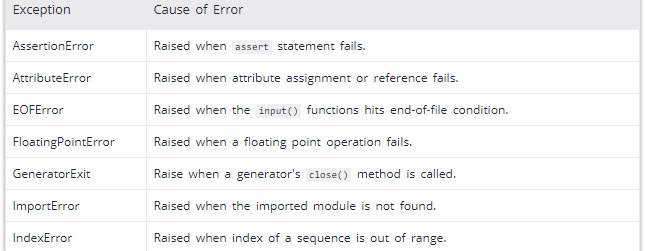 Exception Cause of Error
AssertionError Raised when assert statement fails.
AttributeError Raised when attribute assignment or reference fails.
EOFError Raised when the input() functions hits end-of-file condition.
FloatingPointError Raised when a floating point operation fails.
GeneratorExit Raise when a generator's close() method is called.
ImportError Raised when the imported module is not found.
IndexError Raised when index of a sequence is out of range.